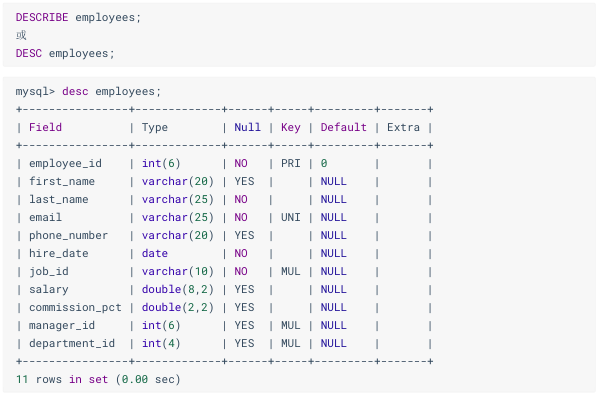 DESCRIBE employees;
或
DESC employees;
mysql> desc employees;
+----------------+-------------+------+-----+---------+-------+
| Field          | Type        | Null | Key | Default | Extra |
+----------------+-------------+------+-----+---------+-------+
| employee_id    | int(6)      | NO   | PRI | 0       |       |
| first_name     | varchar(20) | YES  |     | NULL    |       |
| last_name      | varchar(25) | NO   |     | NULL    |       |
| email          | varchar(25) | NO   | UNI | NULL    |       |
| phone_number   | varchar(20) | YES  |     | NULL    |       |
| hire_date      | date        | NO   |     | NULL    |       |
| job_id         | varchar(10) | NO   | MUL | NULL    |       |
| salary         | double(8,2) | YES  |     | NULL    |       |
| commission_pct | double(2,2) | YES  |     | NULL    |       |
| manager_id     | int(6)      | YES  | MUL | NULL    |       |
| department_id  | int(4)      | YES  | MUL | NULL    |       |
+----------------+-------------+------+-----+---------+-------+
11 rows in set (0.00 sec)